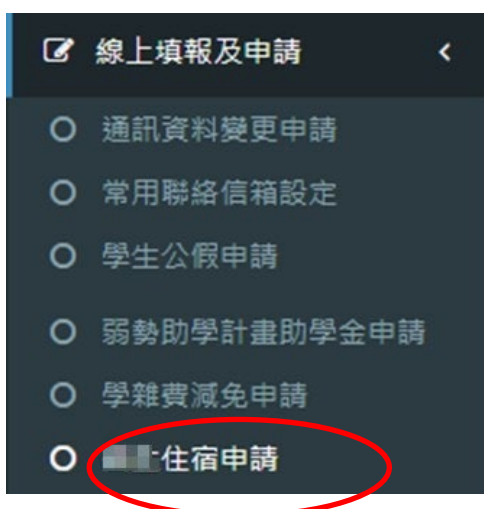 線上填報及申請
通訊資料變更申請
常用聯絡信箱設定
學生公假申請
弱勢助學計畫助學金申請
學雜費減免申請
住宿申請